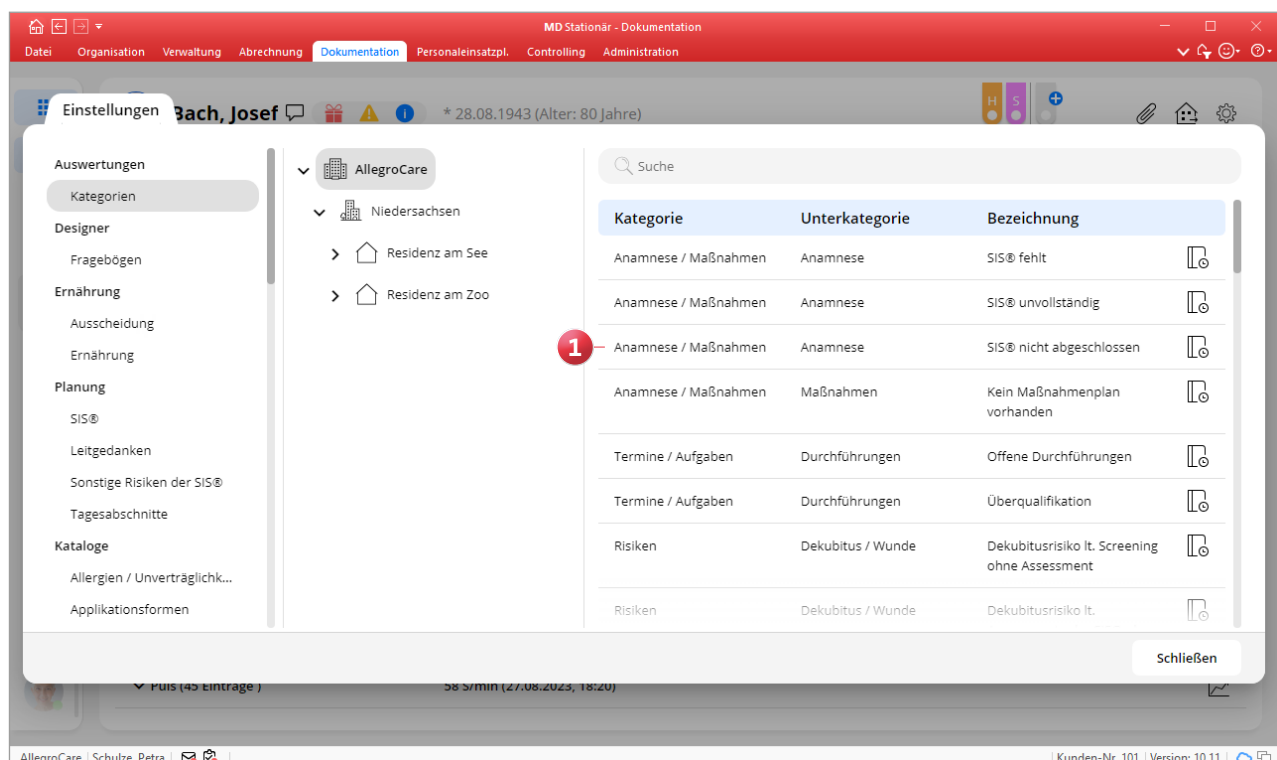 MD Stationär - Dokumentation
Datei Organisation Verwaltung Abrechnung Dokumentation Personaleinsatzpl. Controlling Administration
Einstellungen
Bach, Josef
* 28.08.1943 (Alter: 80 Jahre)
H S
Auswertungen
Kategorien
Designer
Fragebögen
Ernährung
Ausscheidung
Ernährung
Planung
SIS®
Leitgedanken
Sonstige Risiken der SIS®
Tagesabschnitte
Kataloge
Allergien / Unverträglichk...
Applikationsformen
AllegroCare
Niedersachsen
Residenz am See
Residenz am Zoo
Suche
Kategorie Unterkategorie Bezeichnung
Anamnese / Maßnahmen Anamnese SIS® fehlt
Anamnese / Maßnahmen Anamnese SIS® unvollständig
1
Anamnese / Maßnahmen Anamnese SIS® nicht abgeschlossen
Anamnese / Maßnahmen Maßnahmen Kein Maßnahmenplan
vorhanden
Termine / Aufgaben Durchführungen Offene Durchführungen
Termine / Aufgaben Durchführungen Überqualifikation
Risiken Dekubitus / Wunde Dekubitusrisiko lt. Screening
ohne Assessment
Risiken Dekubitus / Wunde Dekubitusrisiko lt.
Schließen
Puls (45 Einträge ) 58 S/min (27.08.2023, 18:20)
AllegroCare Schulze, Petra Kunden-Nr. 101 Version: 10.11